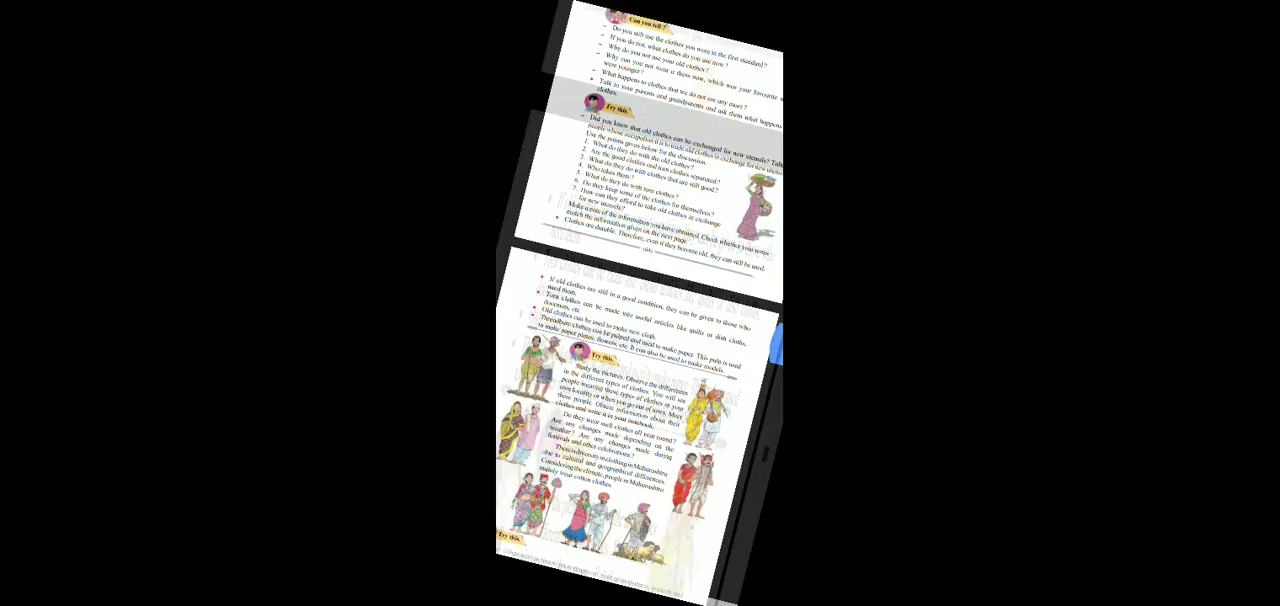 Can you tell ?
- Do you still use the clothes you wore in the first standard?
- If you do not, what clothes do you use now ?
- Why do you not use your old clothes?
- Why can you not wear a dress now, which was your favourite
were younger?
- What happens to clothes that we do not use any more?
• Talk to your parents and grandparents and ask them what happens
clothes.
Try this.
- Did you know that old clothes can be exchanged for new utensils? Talk
people whose occupation it is to trade old clothes in exchange for new
Use the points given below for the discussion.
1. What do they do with the old clothes?
2. Are the good clothes and torn clothes separated?
3. What do they do with clothes that are still good?
4. Who takes them ?
5. What do they do with torn clothes?
6. Do they keep some of the clothes for themselves?
7. How can they afford to take old clothes in exchange
for new utensils?
Make a note of the information you have obtained. Check whether your notes
match the information given on the next page.
• Clothes are durable. Therefore, even if they become old, they can still be used.
• If old clothes are still in a good condition, they can be given to those who
need them.
• Torn clothes can be made into useful articles like quilts or dish cloths,
doormats, etc.
• Old clothes can be used to make new cloth.
• Threadbare clothes can be pulped and used to make paper. This pulp is used
to make paper plates, flowers, etc. It can also be used to make models.
Try this.
Study the pictures. Observe the differences
in the different types of clothes. You will see
people wearing these types of clothes in your
own locality or when you go out of town. Meet
these people. Obtain information about their
clothes and write it in your notebook.
Do they wear such clothes all year round?
Are any changes made depending on the
weather? Are any changes made during
festivals and other celebrations?
There is diversity in clothing in Maharashtra
due to cultural and geographical differences.
Considering the climate, people in Maharashtra
mainly wear cotton clothes.
Try this.